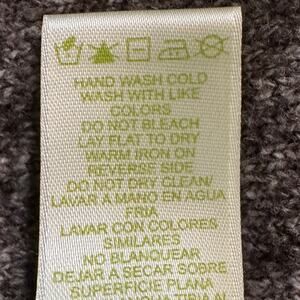 HAND WASH COLD
WASH WITH LIKE
COLORS
DO NOT BLEACH
LAY FLAT TO DRY
WARM IRON ON
REVERSE SIDE
DO NOT DRY CLEAN/
LAVAR A MANO EN AGUA
FRIA
LAVAR CON COLORES
SIMILARES
NO BLANQUEAR
DEJAR A SECAR SOBRE
SUPERFICIE PLANA